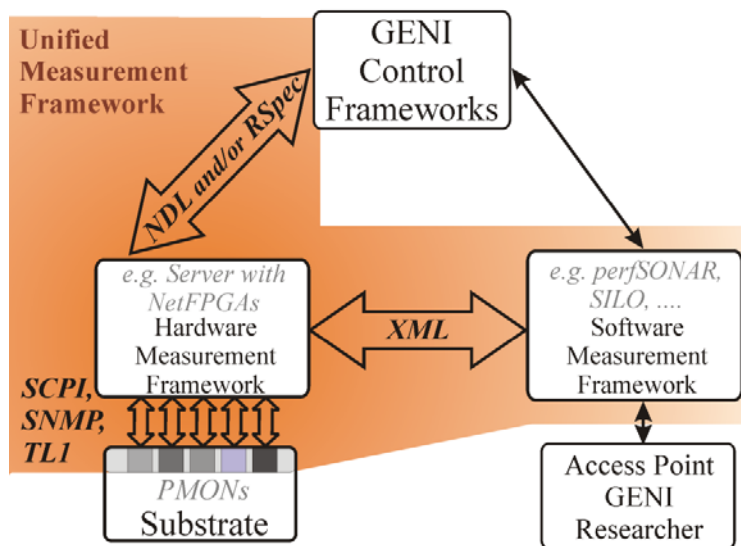 Unified
Measurement
Framework
GENI
Control
Frameworks
NDL and/or RSpec
e.g. Server with
NetFPGAs
Hardware
Measurement
Framework
XML
e.g. perfSONAR,
SILO, ....
Software
Measurement
Framework
SCPI,
SNMP,
TL1
PMONs
Substrate
Access Point
GENI
Researcher